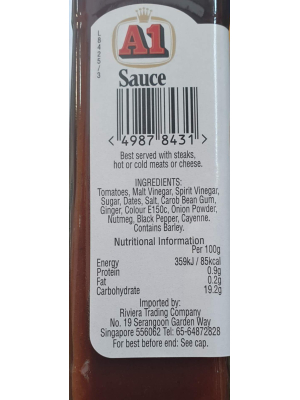 L8425/3
A1
Sauce
< 4987 8431 >
Best served with steaks,
hot or cold meats or cheese.
INGREDIENTS:
Tomatoes, Malt Vinegar, Spirit Vinegar,
Sugar, Dates, Salt, Carob Bean Gum,
Ginger, Colour E150c, Onion Powder,
Nutmeg, Black Pepper, Cayenne.
Contains Barley.
Nutritional Information
Per 100g
Energy 359kJ / 85kcal
Protein 0.9g
Fat 0.2g
Carbohydrate 19.2g
Imported by:
Riviera Trading Company
No. 19 Serangoon Garden Way
Singapore 556062 Tel: 65-64872828
For best before end: See cap.